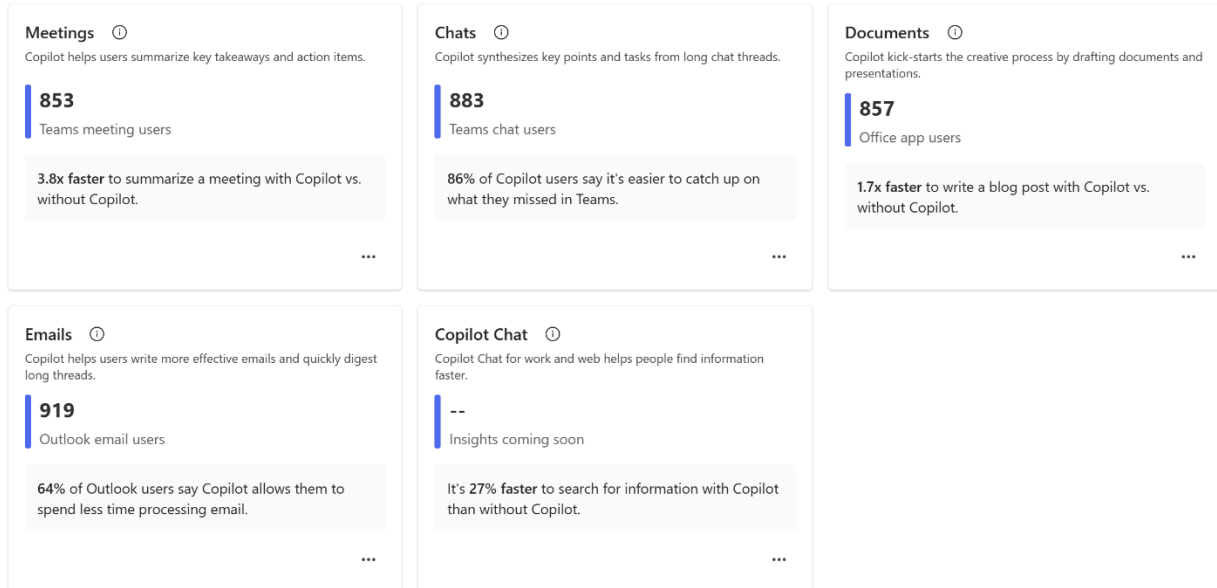 Meetings
Copilot helps users summarize key takeaways and action items.
853
Teams meeting users
3.8x faster to summarize a meeting with Copilot vs.
without Copilot.
Chats
Copilot synthesizes key points and tasks from long chat threads.
883
Teams chat users
86% of Copilot users say it's easier to catch up on
what they missed in Teams.
Documents
Copilot kick-starts the creative process by drafting documents and
presentations.
857
Office app users
1.7x faster to write a blog post with Copilot vs.
without Copilot.
Emails
Copilot helps users write more effective emails and quickly digest
long threads.
919
Outlook email users
64% of Outlook users say Copilot allows them to
spend less time processing email.
Copilot Chat
Copilot Chat for work and web helps people find information
faster.
--
Insights coming soon
It's 27% faster to search for information with Copilot
than without Copilot.